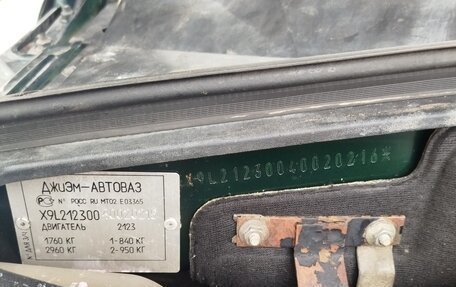 *X9L21230040020216*
ДжиЭм-АВТОВАЗ
№ РОСС RU МТ02 Е03365
X9L212300
ДВИГАТЕЛЬ 2123
1760 КГ 1-840 КГ
2960 КГ 2-950 КГ